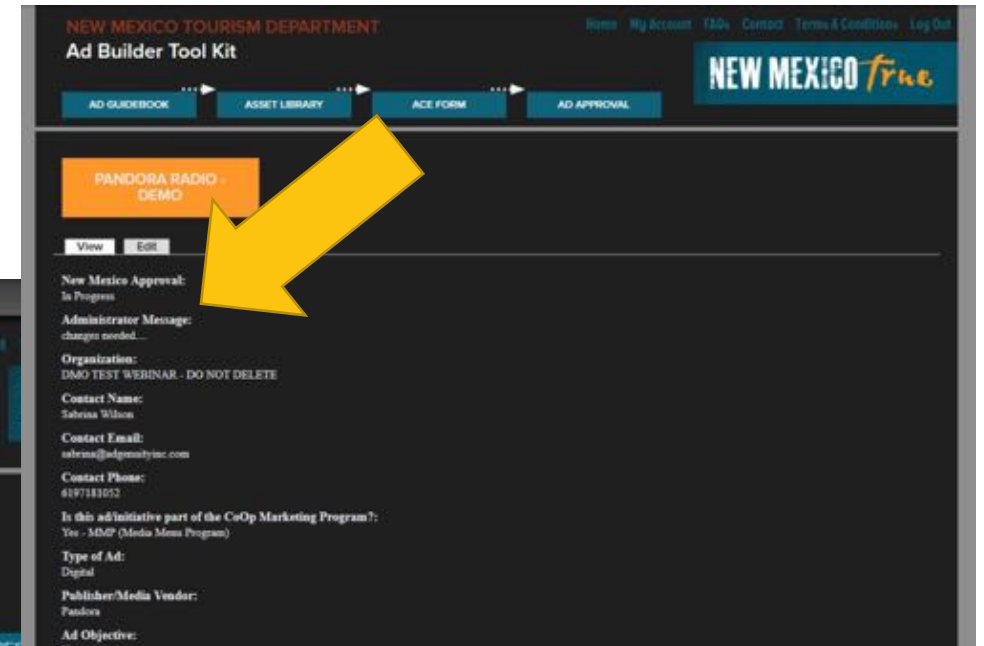 NEW MEXICO TOURISM DEPARTMENT
Home My Account FAQs Contact Terms & Conditions Log Out
Ad Builder Tool Kit
NEW MEXICO True
AD GUIDEBOOK ASSET LIBRARY ACE FORM AD APPROVAL
PANDORA RADIO -
DEMO
View Edit
New Mexico Approval:
In Progress
Administrator Message:
changes needed....
Organization:
DMO TEST WEBINAR - DO NOT DELETE
Contact Name:
Sabrina Wilson
Contact Email:
sabrina@adgensityinc.com
Contact Phone:
6197183052
Is this ad/initiative part of the CoOp Marketing Program?:
Yes - MMP (Media Menu Program)
Type of Ad:
Digital
Publisher/Media Vendor:
Pandora
Ad Objective: